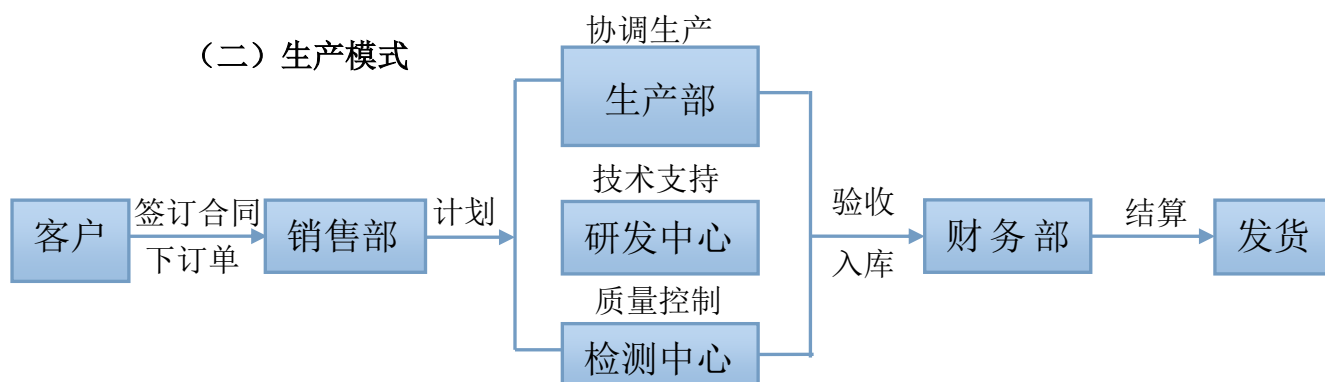 （二）生产模式
协调生产
生产部
技术支持
研发中心
质量控制
检测中心
客户
签订合同
下订单
销售部
计划
验收
入库
财务部
结算
发货